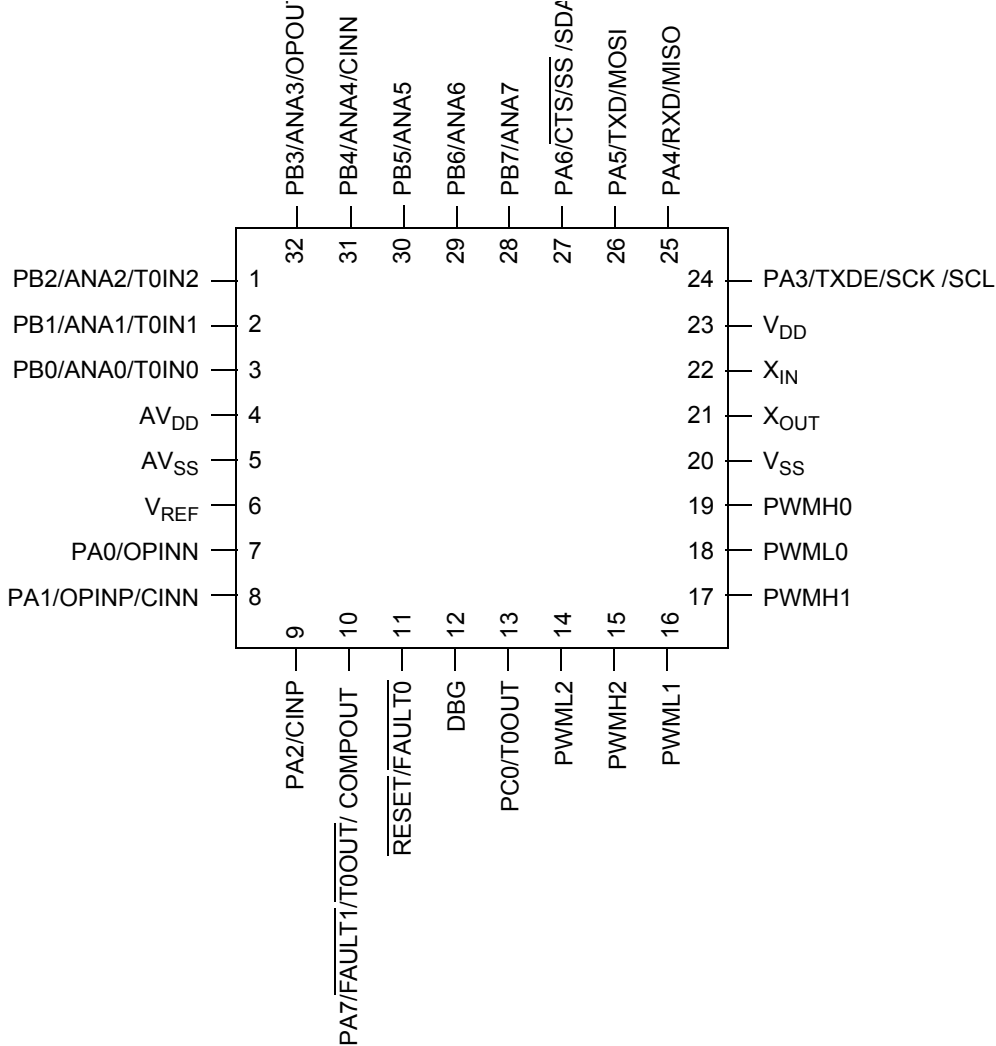 PB3/ANA3/OPOUT
PB4/ANA4/CINN
PB5/ANA5
PB6/ANA6
PB7/ANA7
PA6/CTS/SS /SDA
PA5/TXD/MOSI
PA4/RXD/MISO
32
31
30
29
28
27
26
25
PB2/ANA2/T0IN2 1
PB1/ANA1/T0IN1 2
PB0/ANA0/T0IN0 3
AVDD 4
AVSS 5
VREF 6
PA0/OPINN 7
PA1/OPINP/CINN 8
24 PA3/TXDE/SCK /SCL
23 VDD
22 XIN
21 XOUT
20 VSS
19 PWMH0
18 PWML0
17 PWMH1
9
10
11
12
13
14
15
16
PA2/CINP
PA7/FAULT1/T0OUT/ COMPOUT
RESET/FAULT0
DBG
PC0/T0OUT
PWML2
PWMH2
PWML1